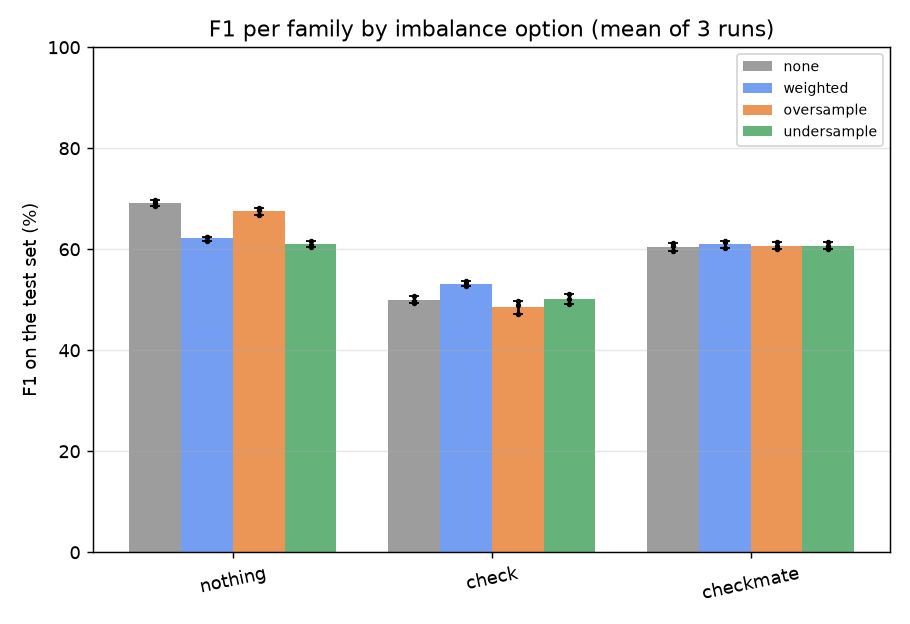 F1 per family by imbalance option (mean of 3 runs)
none
weighted
oversample
undersample
F1 on the test set (%)
100
80
60
40
20
0
nothing
check
checkmate